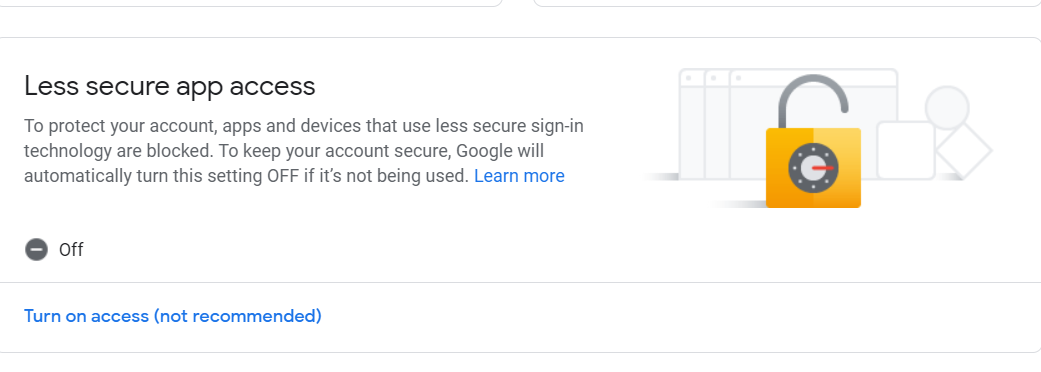 Less secure app access
To protect your account, apps and devices that use less secure sign-in
technology are blocked. To keep your account secure, Google will
automatically turn this setting OFF if it’s not being used. Learn more
Off
Turn on access (not recommended)